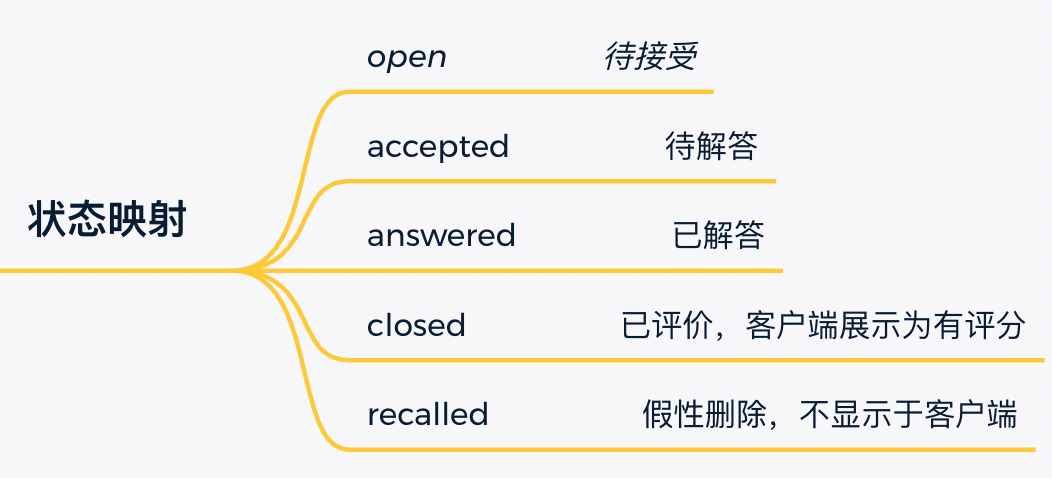 状态映射
open 待接受
accepted 待解答
answered 已解答
closed 已评价，客户端展示为有评分
recalled 假性删除，不显示于客户端